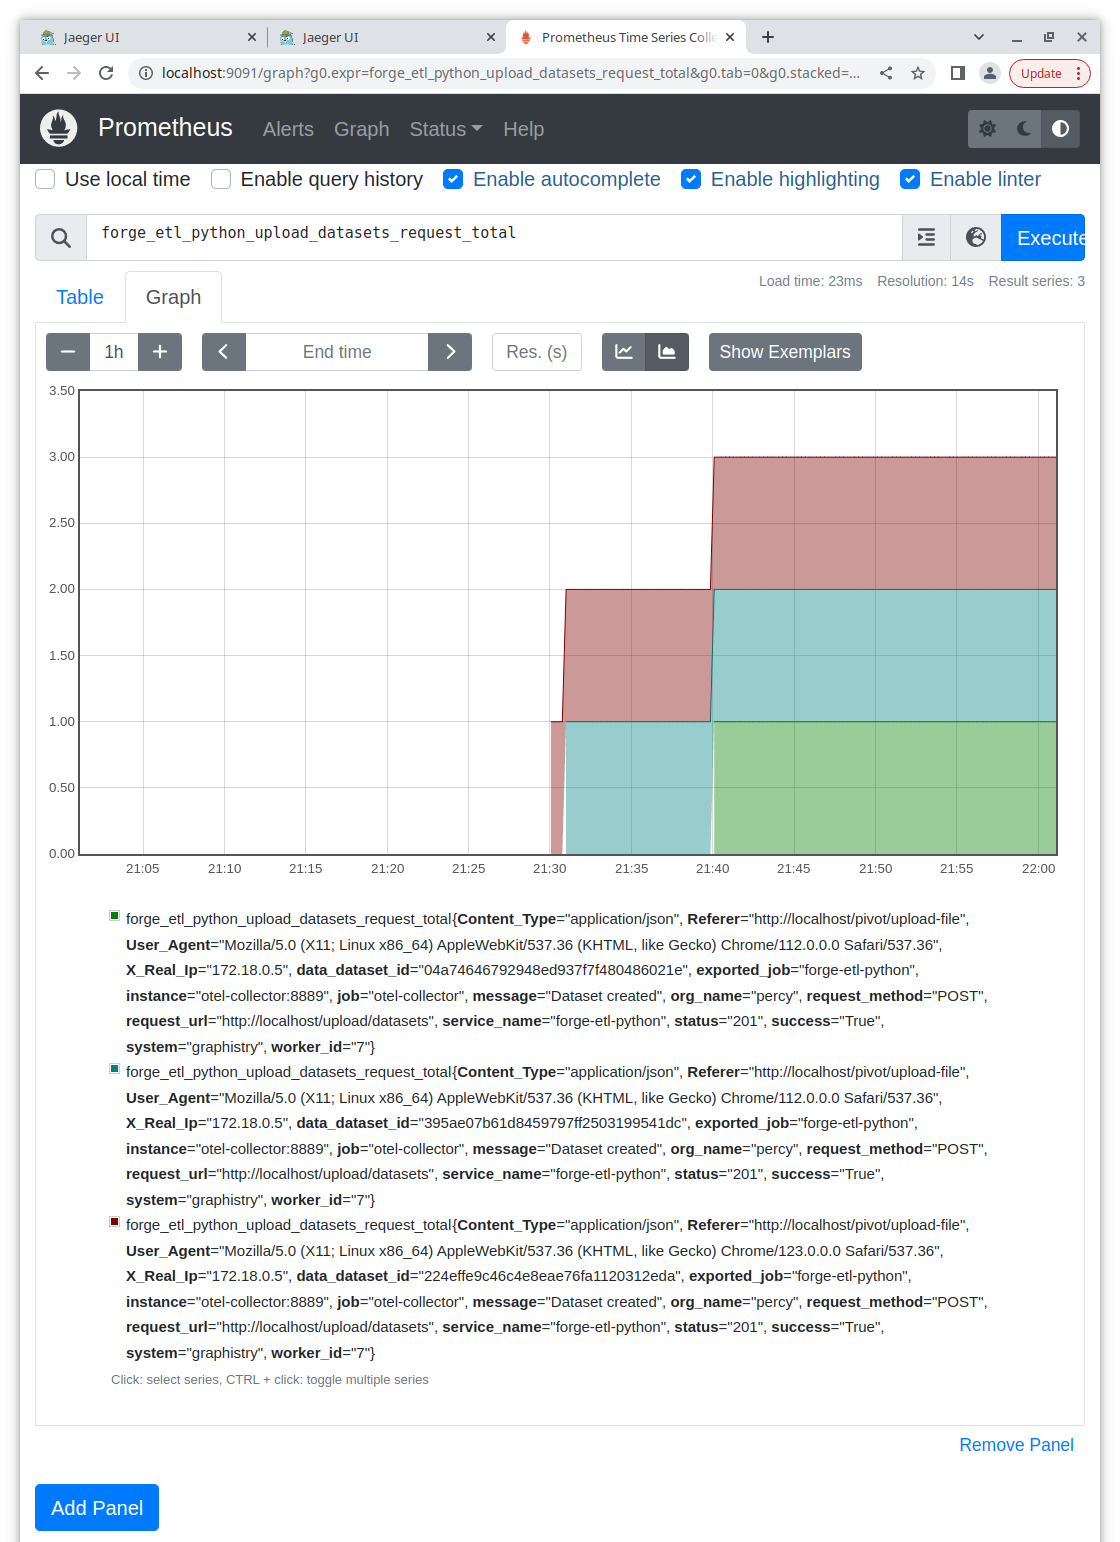 Jaeger UI
Jaeger UI
Prometheus Time Series Colle
localhost:9091/graph?g0.expr=forge_etl_python_upload_datasets_request_total&g0.tab=0&g0.stacked=...
Update
Prometheus Alerts Graph Status Help
Use local time Enable query history Enable autocomplete Enable highlighting Enable linter
forge_etl_python_upload_datasets_request_total
Execute
Load time: 23ms Resolution: 14s Result series: 3
Table Graph
1h End time Res. (s) Show Exemplars
3.50
3.00
2.50
2.00
1.50
1.00
0.50
0.00
21:05 21:10 21:15 21:20 21:25 21:30 21:35 21:40 21:45 21:50 21:55 22:00
forge_etl_python_upload_datasets_request_total{Content_Type="application/json", Referer="http://localhost/pivot/upload-file",
User_Agent="Mozilla/5.0 (X11; Linux x86_64) AppleWebKit/537.36 (KHTML, like Gecko) Chrome/112.0.0.0 Safari/537.36",
X_Real_Ip="172.18.0.5", data_dataset_id="04a74646792948ed937f7f480486021e", exported_job="forge-etl-python",
instance="otel-collector:8889", job="otel-collector", message="Dataset created", org_name="percy", request_method="POST",
request_url="http://localhost/upload/datasets", service_name="forge-etl-python", status="201", success="True",
system="graphistry", worker_id="7"}
forge_etl_python_upload_datasets_request_total{Content_Type="application/json", Referer="http://localhost/pivot/upload-file",
User_Agent="Mozilla/5.0 (X11; Linux x86_64) AppleWebKit/537.36 (KHTML, like Gecko) Chrome/112.0.0.0 Safari/537.36",
X_Real_Ip="172.18.0.5", data_dataset_id="395ae07b61d8459797ff2503199541dc", exported_job="forge-etl-python",
instance="otel-collector:8889", job="otel-collector", message="Dataset created", org_name="percy", request_method="POST",
request_url="http://localhost/upload/datasets", service_name="forge-etl-python", status="201", success="True",
system="graphistry", worker_id="7"}
forge_etl_python_upload_datasets_request_total{Content_Type="application/json", Referer="http://localhost/pivot/upload-file",
User_Agent="Mozilla/5.0 (X11; Linux x86_64) AppleWebKit/537.36 (KHTML, like Gecko) Chrome/123.0.0.0 Safari/537.36",
X_Real_Ip="172.18.0.5", data_dataset_id="224effe9c46c4e8eae76fa1120312eda", exported_job="forge-etl-python",
instance="otel-collector:8889", job="otel-collector", message="Dataset created", org_name="percy", request_method="POST",
request_url="http://localhost/upload/datasets", service_name="forge-etl-python", status="201", success="True",
system="graphistry", worker_id="7"}
Click: select series, CTRL + click: toggle multiple series
Remove Panel
Add Panel